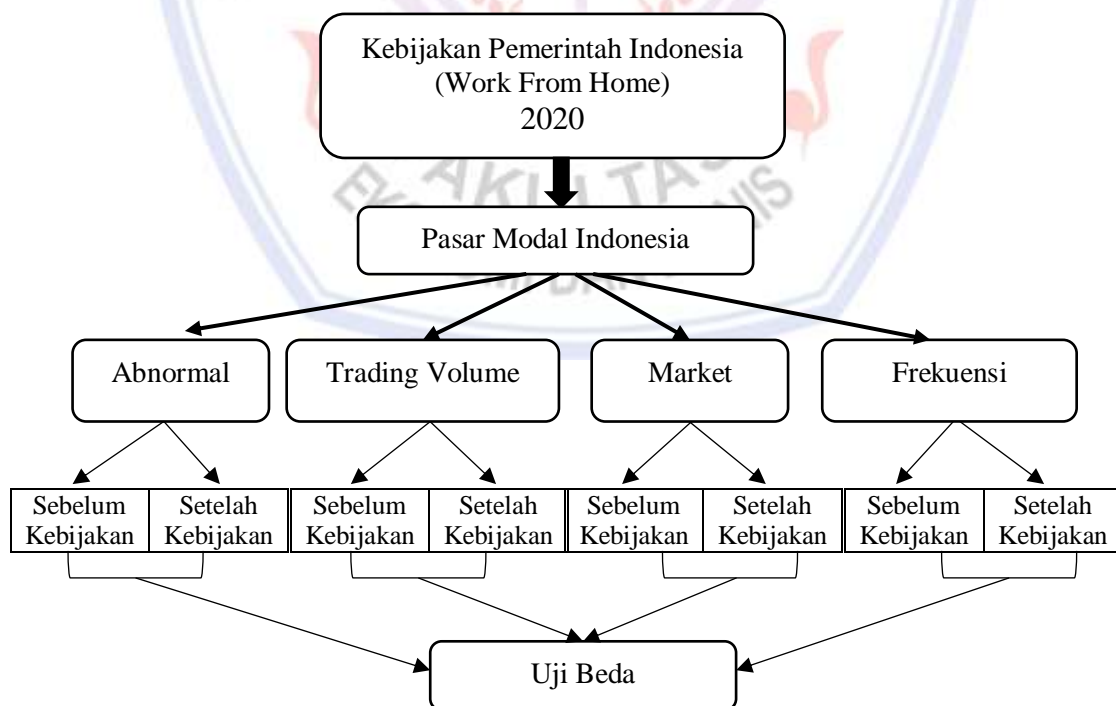 Kebijakan Pemerintah Indonesia
(Work From Home)
2020
Pasar Modal Indonesia
Abnormal
Trading Volume
Market
Frekuensi
Sebelum
Kebijakan
Setelah
Kebijakan
Sebelum
Kebijakan
Setelah
Kebijakan
Sebelum
Kebijakan
Setelah
Kebijakan
Sebelum
Kebijakan
Setelah
Kebijakan
Uji Beda